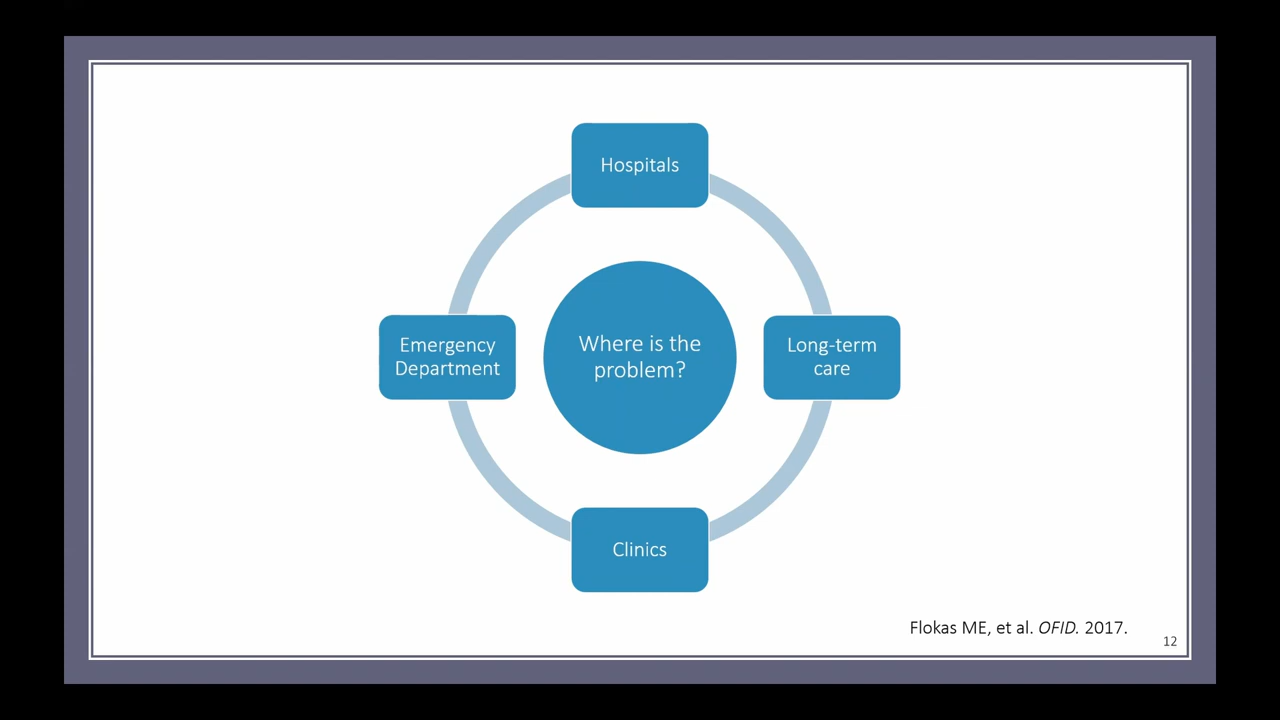 Hospitals
Emergency
Department
Where is the
problem?
Long-term
care
Clinics
Flokas ME, et al. OFID. 2017.
12